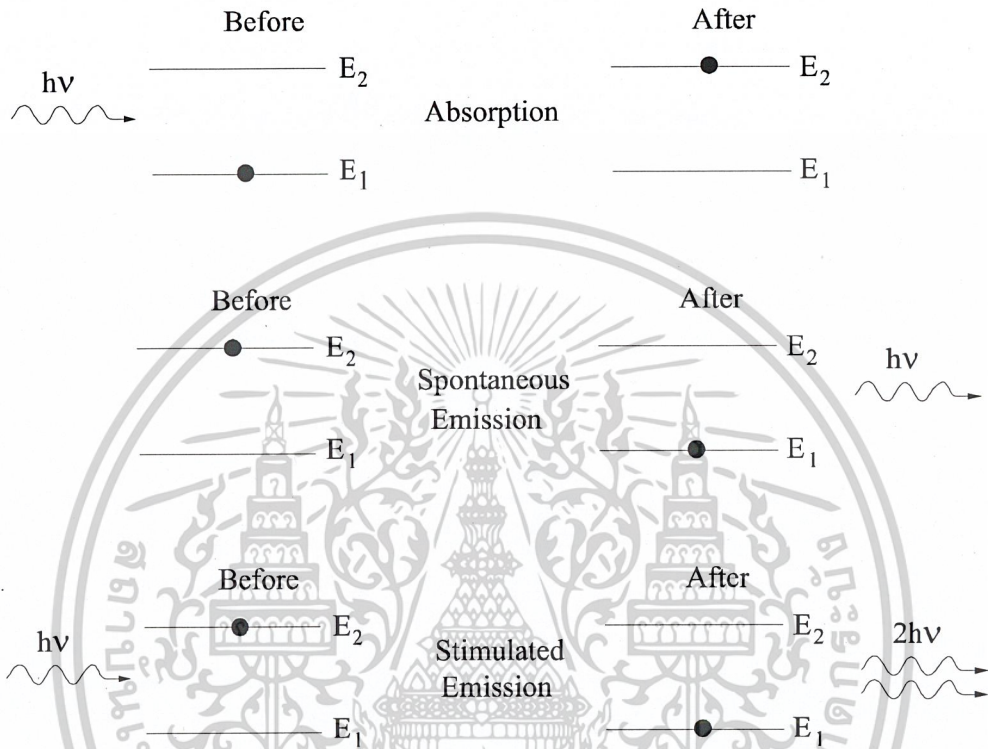 Before After
hν E₂ E₂
Absorption
E₁ E₁
Before After
E₂ E₂
hν
Spontaneous
Emission
E₁ E₁
Before After
hν E₂ E₂ 2hν
Stimulated
Emission
E₁ E₁